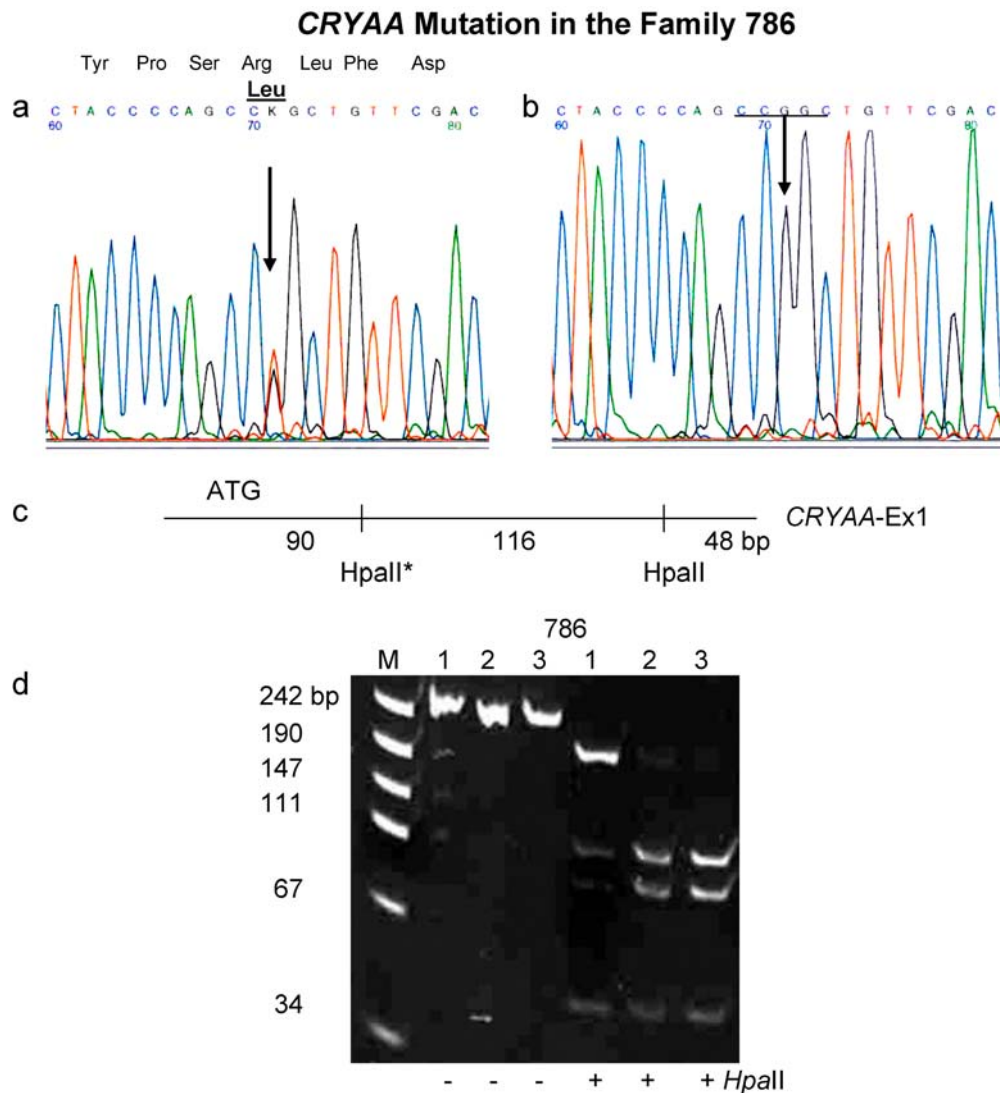 CRYAA Mutation in the Family 786
Tyr Pro Ser Arg Leu Phe Asp
Leu
a
C T A C C C C A G C C K G C T G T T C G A C
60 70 80
b
C T A C C C C A G C C G G C T G T T C G A C
60 70 80
ATG
c
CRYAA-Ex1
90 116 48 bp
HpaII* HpaII
786
M 1 2 3 1 2 3
d
242 bp
190
147
111
67
34
- - - + + + HpaII